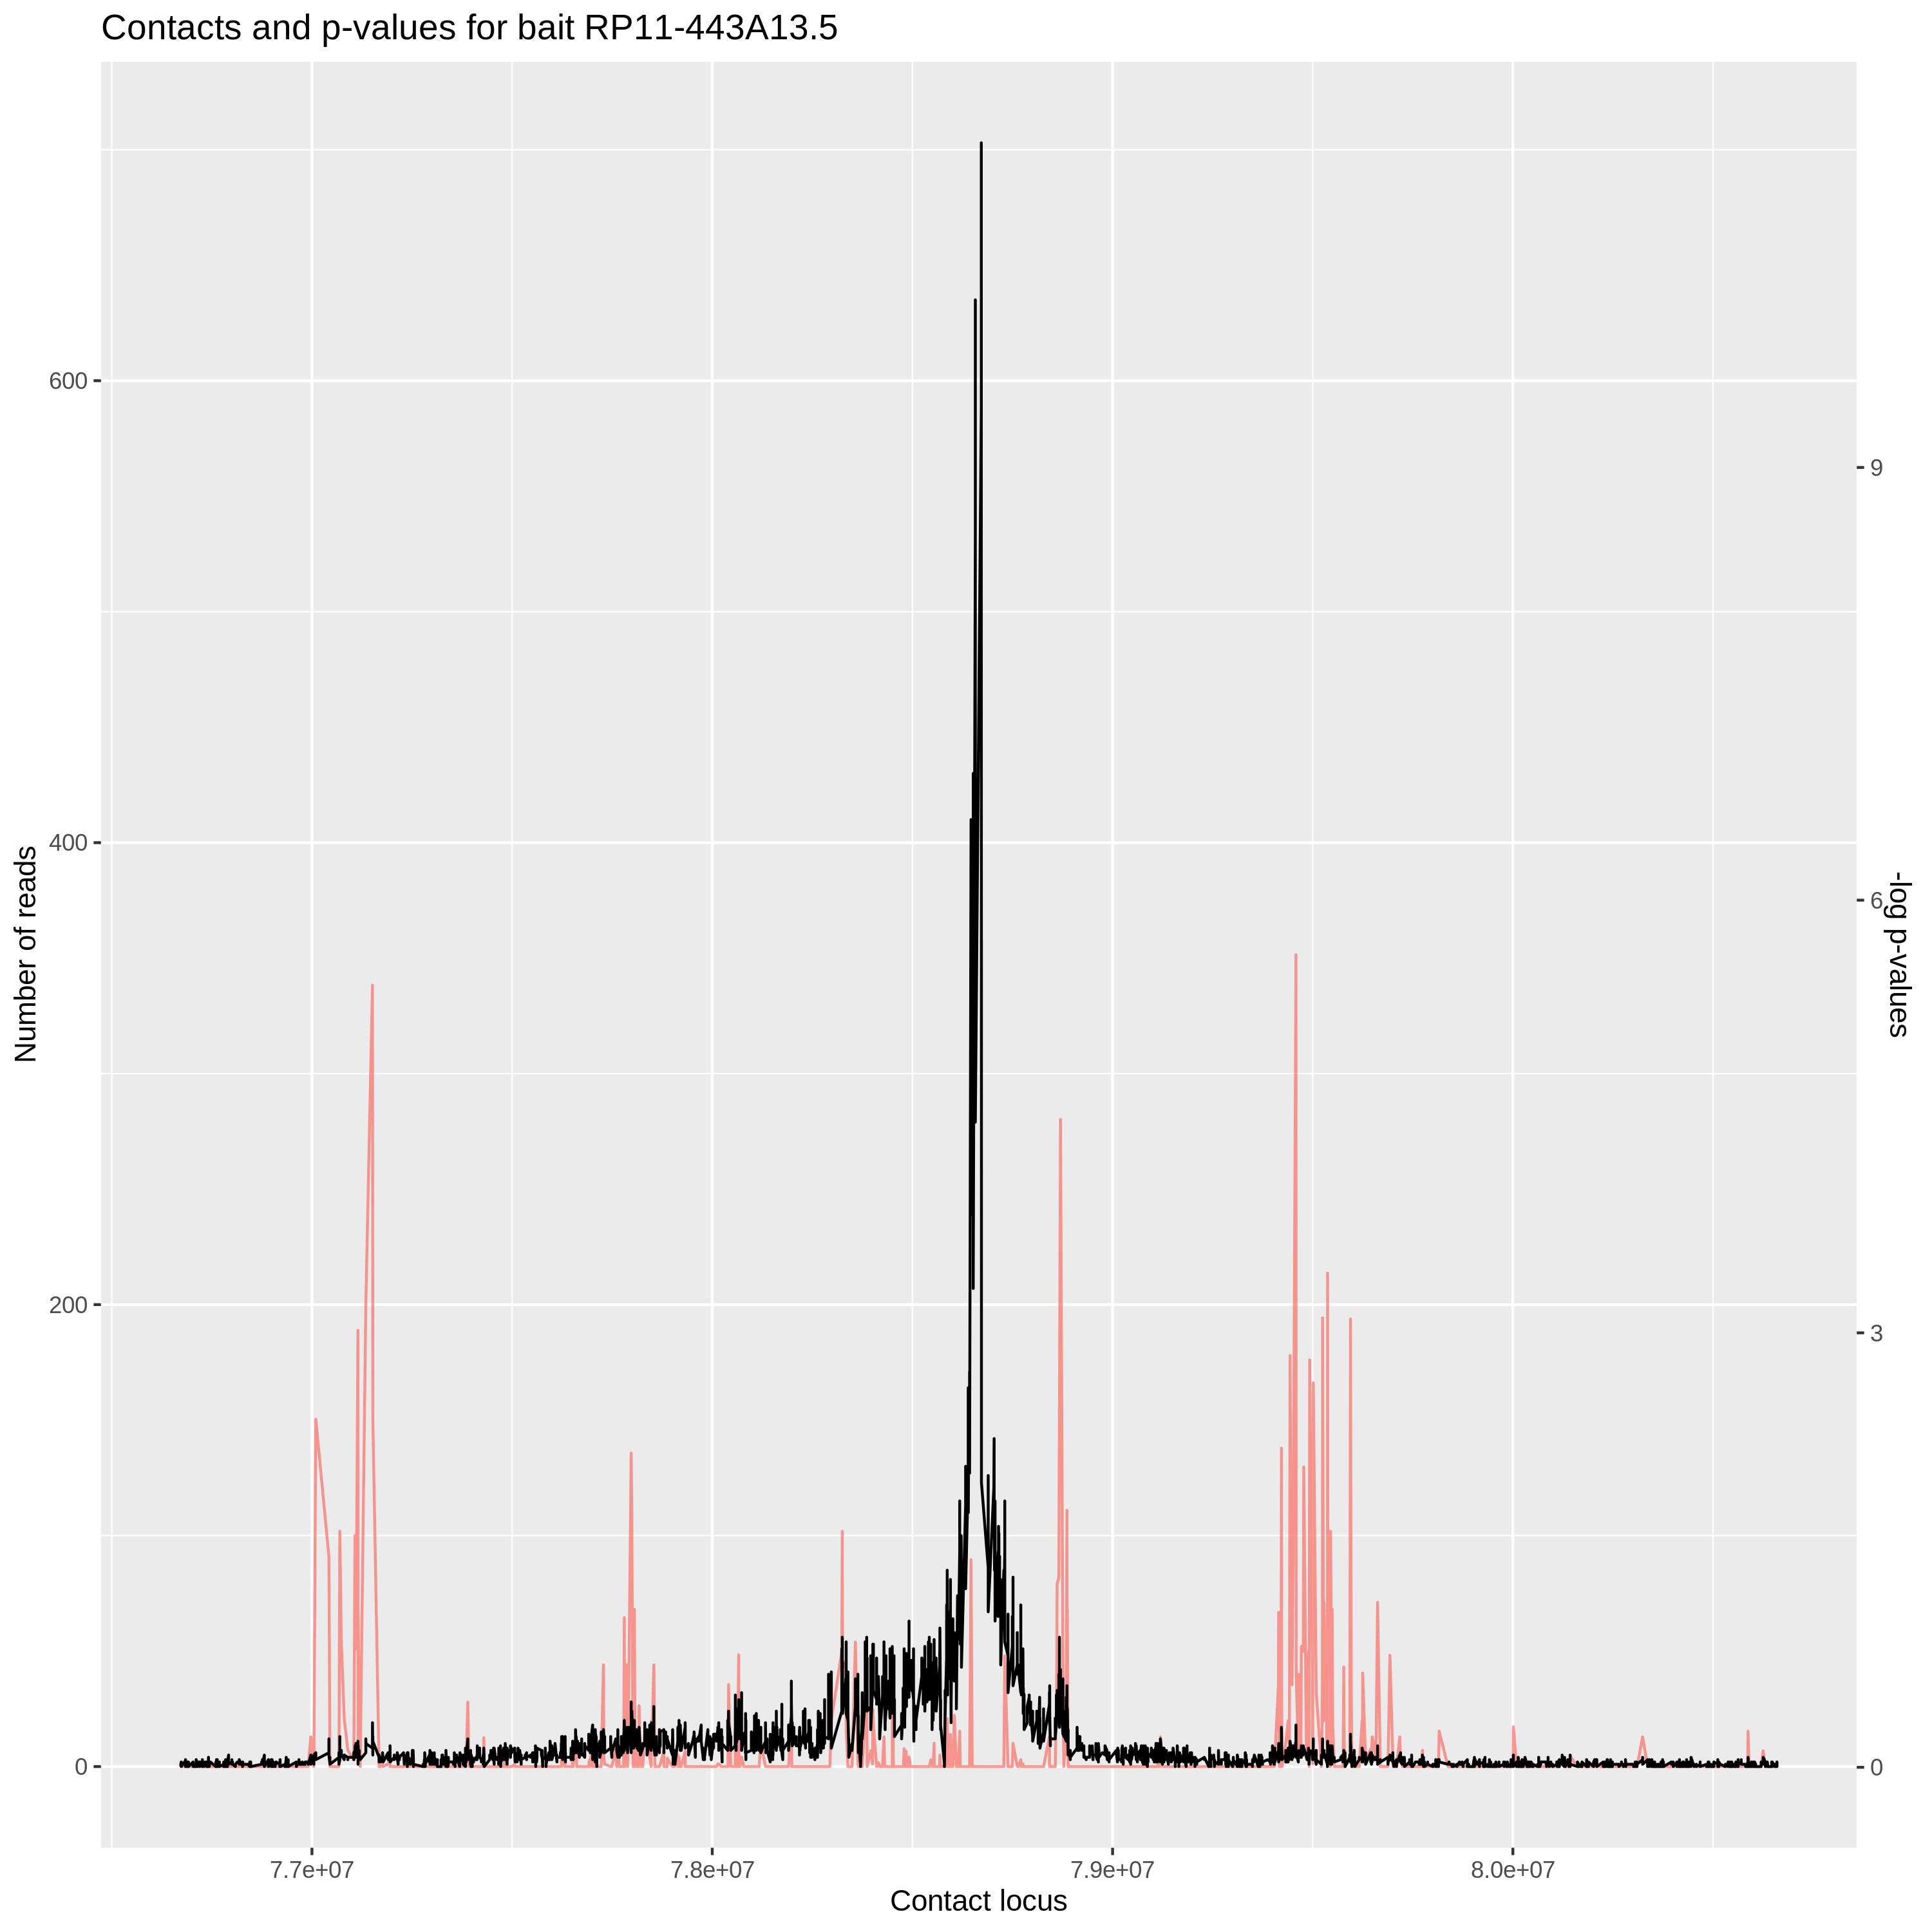 Contacts and p-values for bait RP11-443A13.5
600
400
200
0
Number of reads
9
6
3
0
-log p-values
7.7e+07
7.8e+07
7.9e+07
8.0e+07
Contact locus